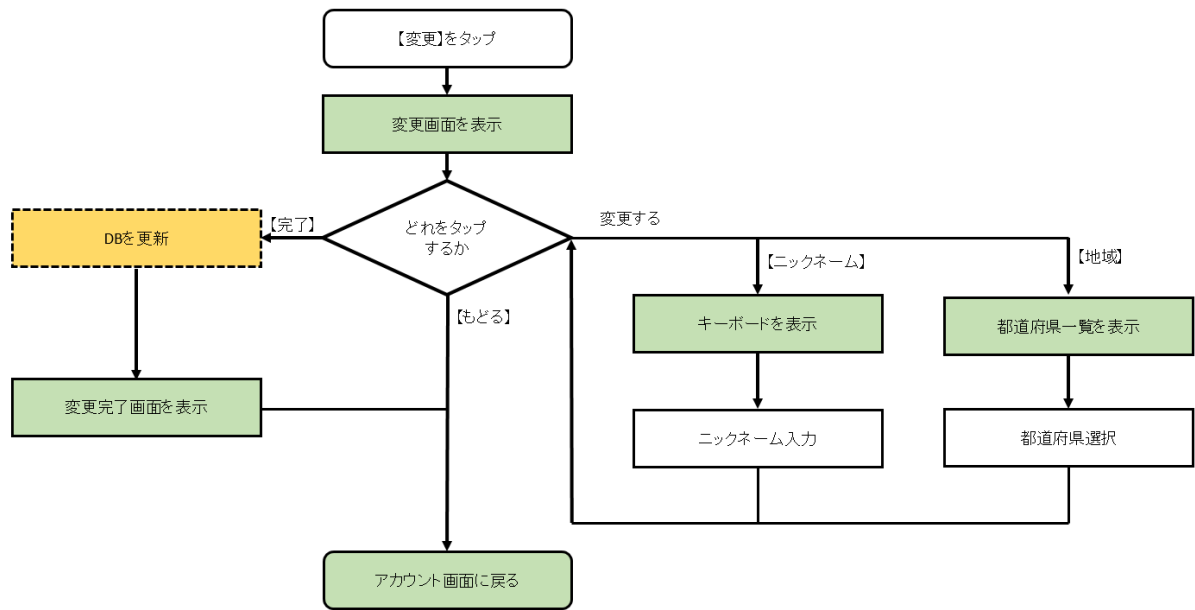 【変更】をタップ
変更画面を表示
どれをタップ
するか
【完了】
変更する
DBを更新
【ニックネーム】
【地域】
【もどる】
キーボードを表示
都道府県一覧を表示
変更完了画面を表示
ニックネーム入力
都道府県選択
アカウント画面に戻る